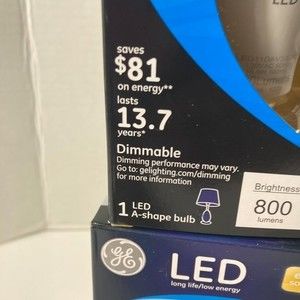 LED
saves
$81
on energy**
lasts
13.7
years*
Dimmable
Dimming performance may vary.
Go to: gelighting.com/dimming
for more information
1 LED
A-shape bulb
Brightness
800
lumens
GE
LED
long life/low energy